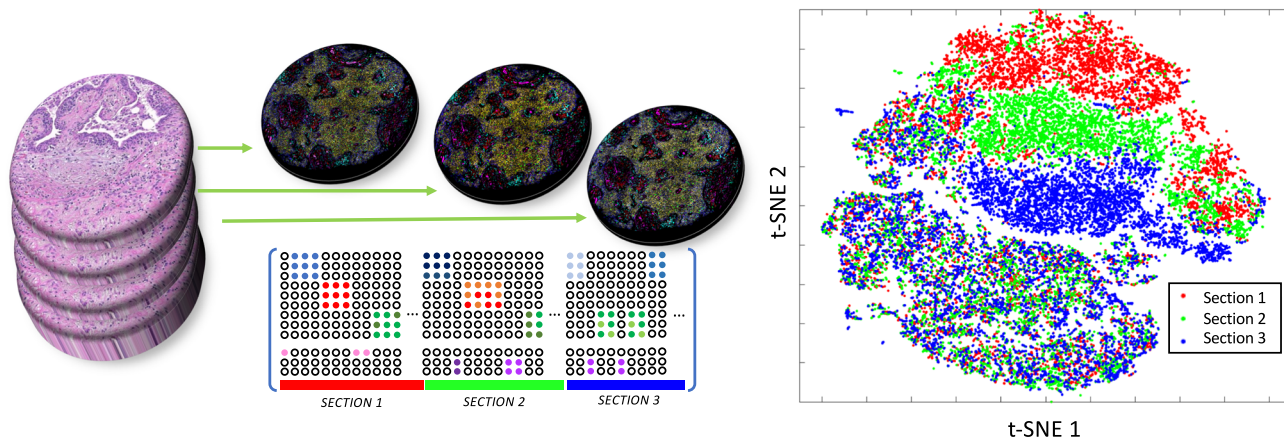 ... ... ...
SECTION 1 SECTION 2 SECTION 3
t-SNE 2
Section 1
Section 2
Section 3
t-SNE 1